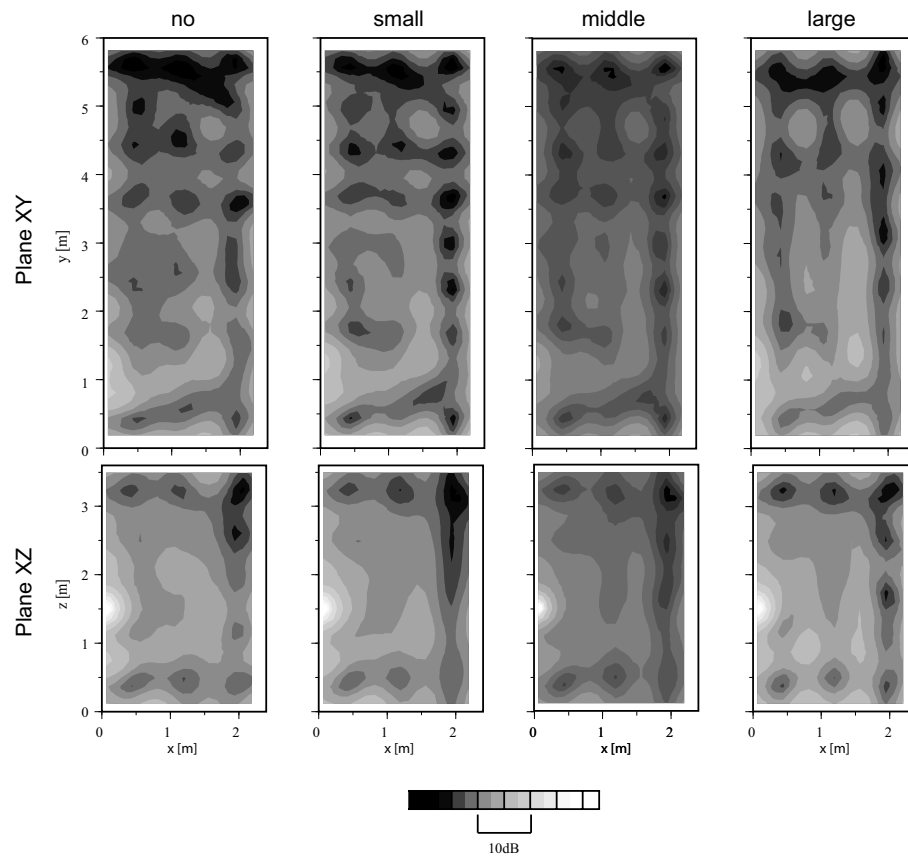 no small middle large
Plane XY
y [m]
6
5
4
3
2
1
0
Plane XZ
z [m]
3
2
1
0
0 1 2 0 1 2 0 1 2 0 1 2
x [m] x [m] x [m] x [m]
10dB